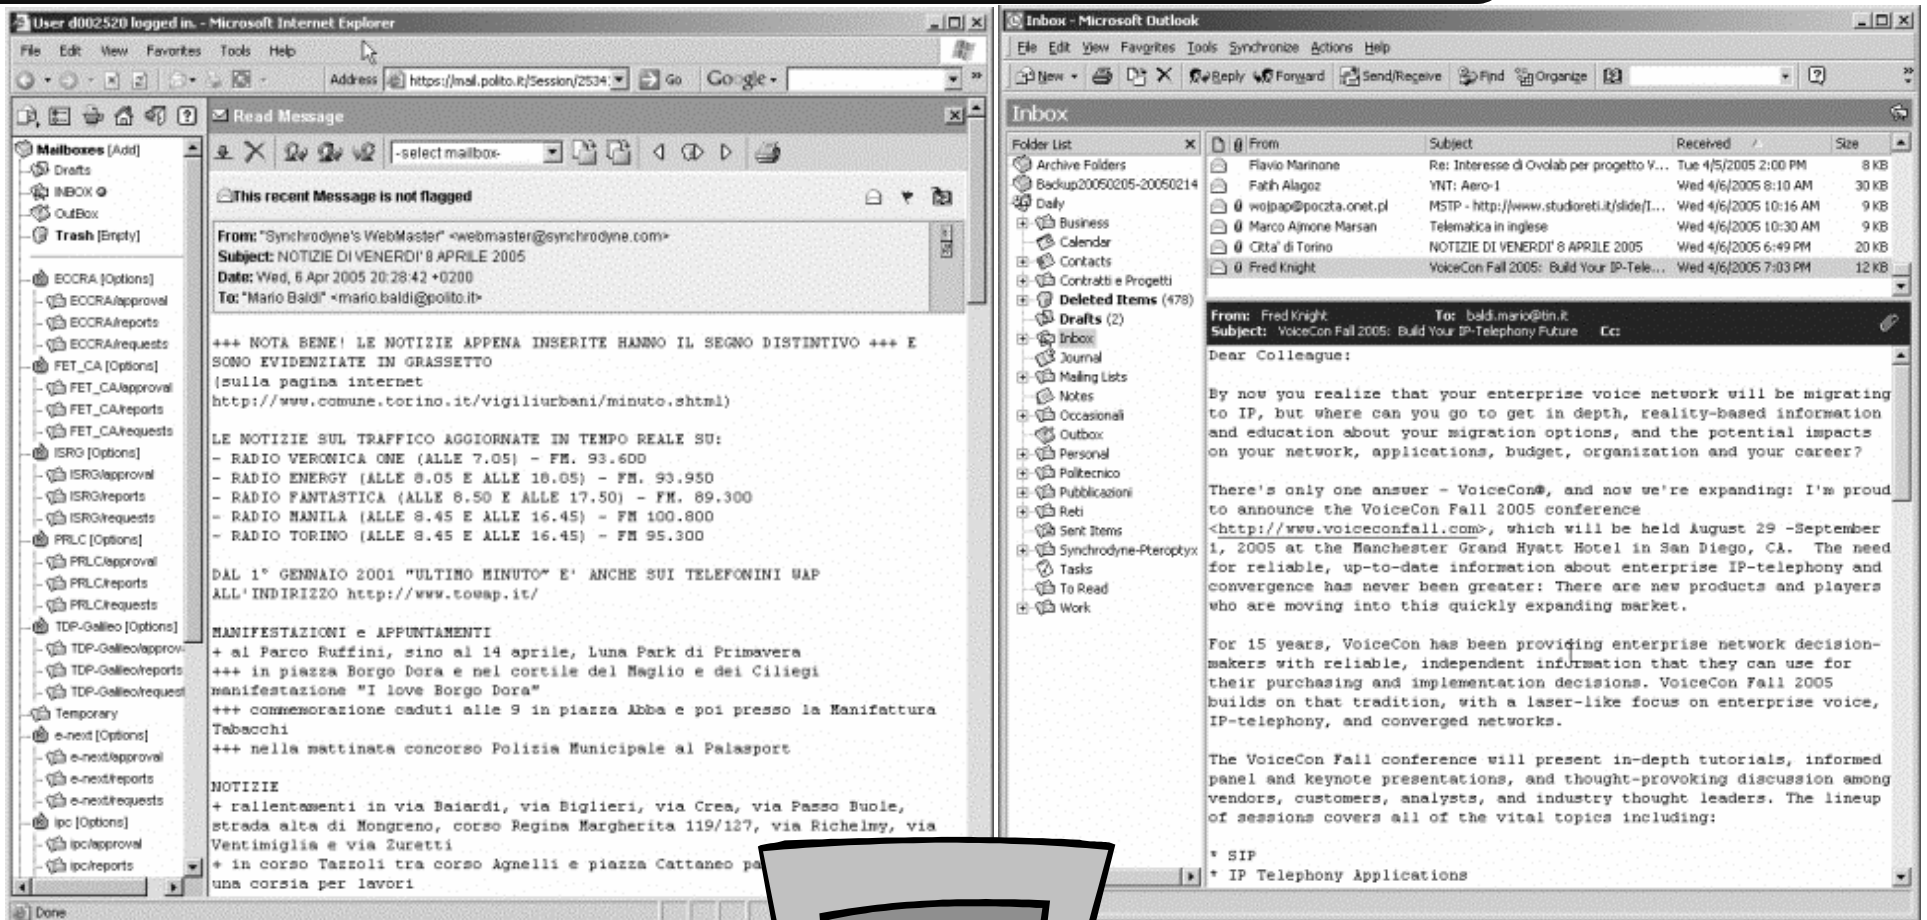 User d002520 logged in. - Microsoft Internet Explorer
File Edit View Favorites Tools Help
Address https://mail.polito.it/Session/2534: Go Google
Mailboxes [Add]
Drafts
INBOX
OutBox
Trash [Empty]
ECCRA [Options]
ECCRA/approval
ECCRA/reports
ECCRA/requests
FET_CA [Options]
FET_CA/approval
FET_CA/reports
FET_CA/requests
ISRG [Options]
ISRG/approval
ISRG/reports
ISRG/requests
PRLC [Options]
PRLC/approval
PRLC/reports
PRLC/requests
TDP-Galileo [Options]
TDP-Galileo/approv
TDP-Galileo/reports
TDP-Galileo/request
Temporary
e-next [Options]
e-next/approval
e-next/reports
e-next/requests
ipc [Options]
ipc/approval
ipc/reports
Read Message
-select mailbox-
This recent Message is not flagged
From: "Synchrodyne's WebMaster" <webmaster@synchrodyne.com>
Subject: NOTIZIE DI VENERDI' 8 APRILE 2005
Date: Wed, 6 Apr 2005 20:28:42 +0200
To: "Mario Baldi" <mario.baldi@polito.it>
+++ NOTA BENE! LE NOTIZIE APPENA INSERITE HANNO IL SEGNO DISTINTIVO +++ E
SONO EVIDENZIATE IN GRASSETTO
(sulla pagina internet
http://www.comune.torino.it/vigiliurbani/minuto.shtml)
LE NOTIZIE SUL TRAFFICO AGGIORNATE IN TEMPO REALE SU:
- RADIO VERONICA ONE (ALLE 7.05) - FM. 93.600
- RADIO ENERGY (ALLE 8.05 E ALLE 18.05) - FM. 93.950
- RADIO FANTASTICA (ALLE 8.50 E ALLE 17.50) - FM. 89.300
- RADIO MANILA (ALLE 8.45 E ALLE 16.45) - FM 100.800
- RADIO TORINO (ALLE 8.45 E ALLE 16.45) - FM 95.300
DAL 1° GENNAIO 2001 "ULTIMO MINUTO" E' ANCHE SUI TELEFONINI WAP
ALL'INDIRIZZO http://www.towap.it/
MANIFESTAZIONI e APPUNTAMENTI
+ al Parco Ruffini, sino al 14 aprile, Luna Park di Primavera
+++ in piazza Borgo Dora e nel cortile del Maglio e dei Ciliegi
manifestazione "I love Borgo Dora"
+++ commemorazione caduti alle 9 in piazza Abba e poi presso la Manifattura
Tabacchi
+++ nella mattinata concorso Polizia Municipale al Palasport
NOTIZIE
+ rallentamenti in via Baiardi, via Biglieri, via Crea, via Passo Buole,
strada alta di Mongreno, corso Regina Margherita 119/127, via Richelmy, via
Ventimiglia e via Zuretti
+ in corso Tazzoli tra corso Agnelli e piazza Cattaneo
una corsia per lavori
Done
Inbox - Microsoft Outlook
File Edit View Favorites Tools Synchronize Actions Help
New Reply Forward Send/Receive Find Organize
Inbox
Folder List
Archive Folders
Backup20050205-20050214
Daily
Business
Calendar
Contacts
Contratti e Progetti
Deleted Items (478)
Drafts (2)
Inbox
Journal
Mailing Lists
Notes
Occasionali
Outbox
Personal
Politecnico
Pubblicazioni
Reti
Sent Items
Synchrodyne-Pteroptyx
Tasks
To Read
Work
From Subject Received Size
Flavio Marinone Re: Interesse di Ovolab per progetto V... Tue 4/5/2005 2:00 PM 8 KB
Fatih Alagoz YNT: Aero-1 Wed 4/6/2005 8:10 AM 30 KB
wojpap@poczta.onet.pl MSTP - http://www.studioreti.it/slide/I... Wed 4/6/2005 10:16 AM 9 KB
Marco Ajmone Marsan Telematica in inglese Wed 4/6/2005 10:30 AM 9 KB
Citta' di Torino NOTIZIE DI VENERDI' 8 APRILE 2005 Wed 4/6/2005 6:49 PM 20 KB
Fred Knight VoiceCon Fall 2005: Build Your IP-Tele... Wed 4/6/2005 7:03 PM 12 KB
From: Fred Knight To: baldi.mario@tin.it
Subject: VoiceCon Fall 2005: Build Your IP-Telephony Future Cc:
Dear Colleague:
By now you realize that your enterprise voice network will be migrating
to IP, but where can you go to get in depth, reality-based information
and education about your migration options, and the potential impacts
on your network, applications, budget, organization and your career?
There's only one answer - VoiceCon®, and now we're expanding: I'm proud
to announce the VoiceCon Fall 2005 conference
<http://www.voiceconfall.com>, which will be held August 29 -September
1, 2005 at the Manchester Grand Hyatt Hotel in San Diego, CA. The need
for reliable, up-to-date information about enterprise IP-telephony and
convergence has never been greater: There are new products and players
who are moving into this quickly expanding market.
For 15 years, VoiceCon has been providing enterprise network decision-
makers with reliable, independent information that they can use for
their purchasing and implementation decisions. VoiceCon Fall 2005
builds on that tradition, with a laser-like focus on enterprise voice,
IP-telephony, and converged networks.
The VoiceCon Fall conference will present in-depth tutorials, informed
panel and keynote presentations, and thought-provoking discussion among
vendors, customers, analysts, and industry thought leaders. The lineup
of sessions covers all of the vital topics including:
* SIP
* IP Telephony Applications